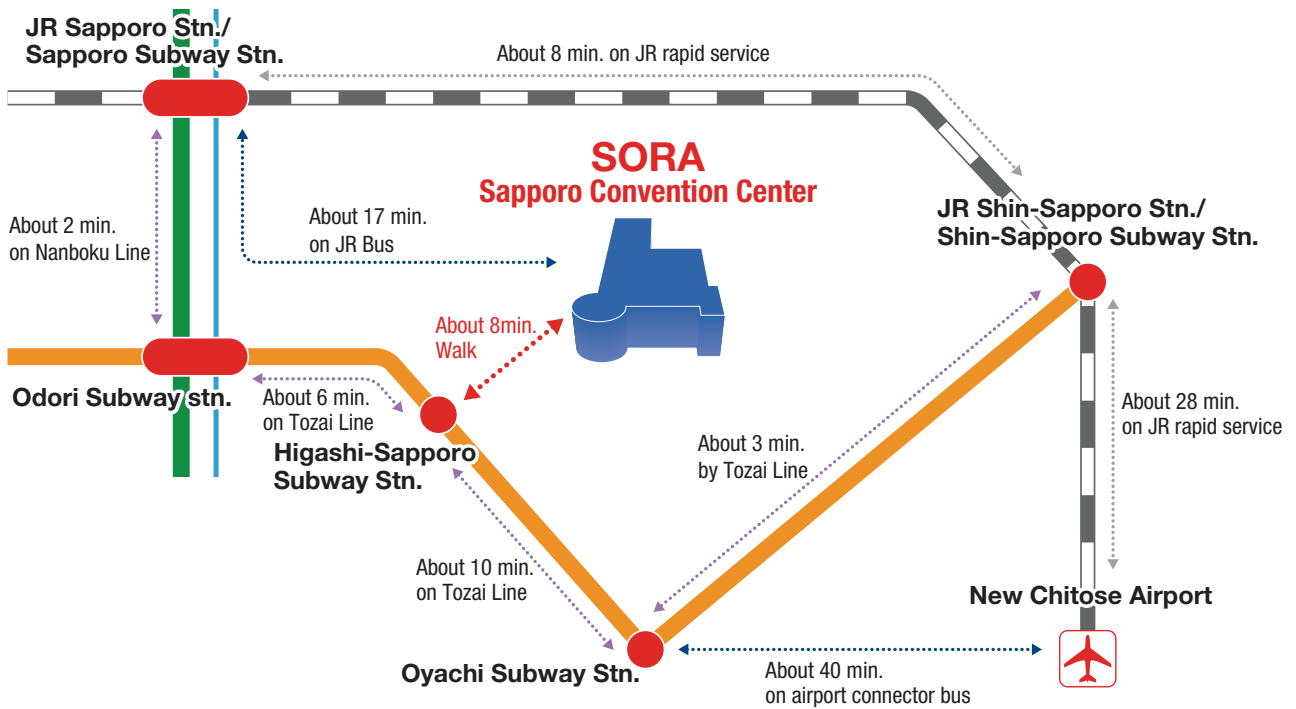 JR Sapporo Stn./
Sapporo Subway Stn.
About 8 min. on JR rapid service
SORA
Sapporo Convention Center
JR Shin-Sapporo Stn./
Shin-Sapporo Subway Stn.
About 2 min.
on Nanboku Line
About 17 min.
on JR Bus
About 8min.
Walk
Odori Subway stn.
About 6 min.
on Tozai Line
Higashi-Sapporo
Subway Stn.
About 3 min.
by Tozai Line
About 28 min.
on JR rapid service
About 10 min.
on Tozai Line
New Chitose Airport
Oyachi Subway Stn.
About 40 min.
on airport connector bus